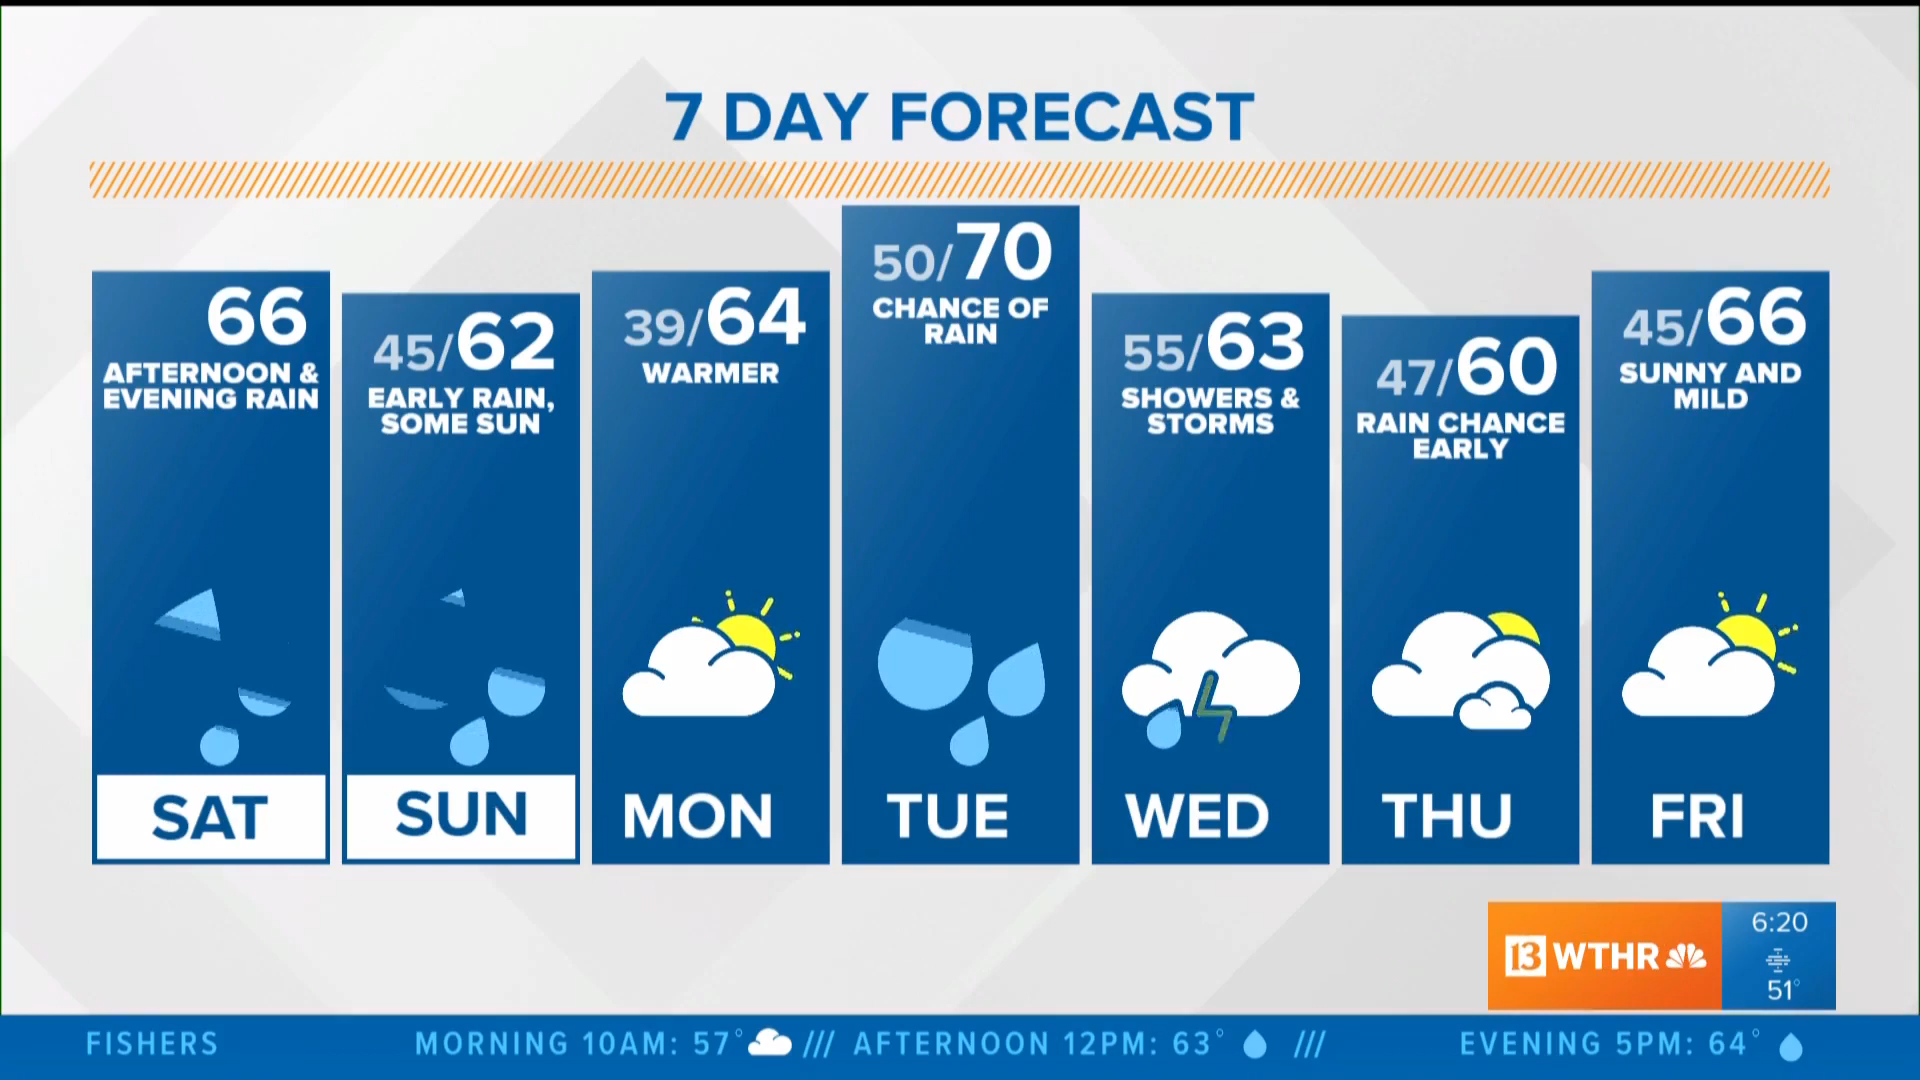 7 DAY FORECAST
66
AFTERNOON &
EVENING RAIN
SAT
45/62
EARLY RAIN,
SOME SUN
SUN
39/64
WARMER
MON
50/70
CHANCE OF
RAIN
TUE
55/63
SHOWERS &
STORMS
WED
47/60
RAIN CHANCE
EARLY
THU
45/66
SUNNY AND
MILD
FRI
13 WTHR
6:20
51°
FISHERS MORNING 10AM: 57° /// AFTERNOON 12PM: 63° /// EVENING 5PM: 64°